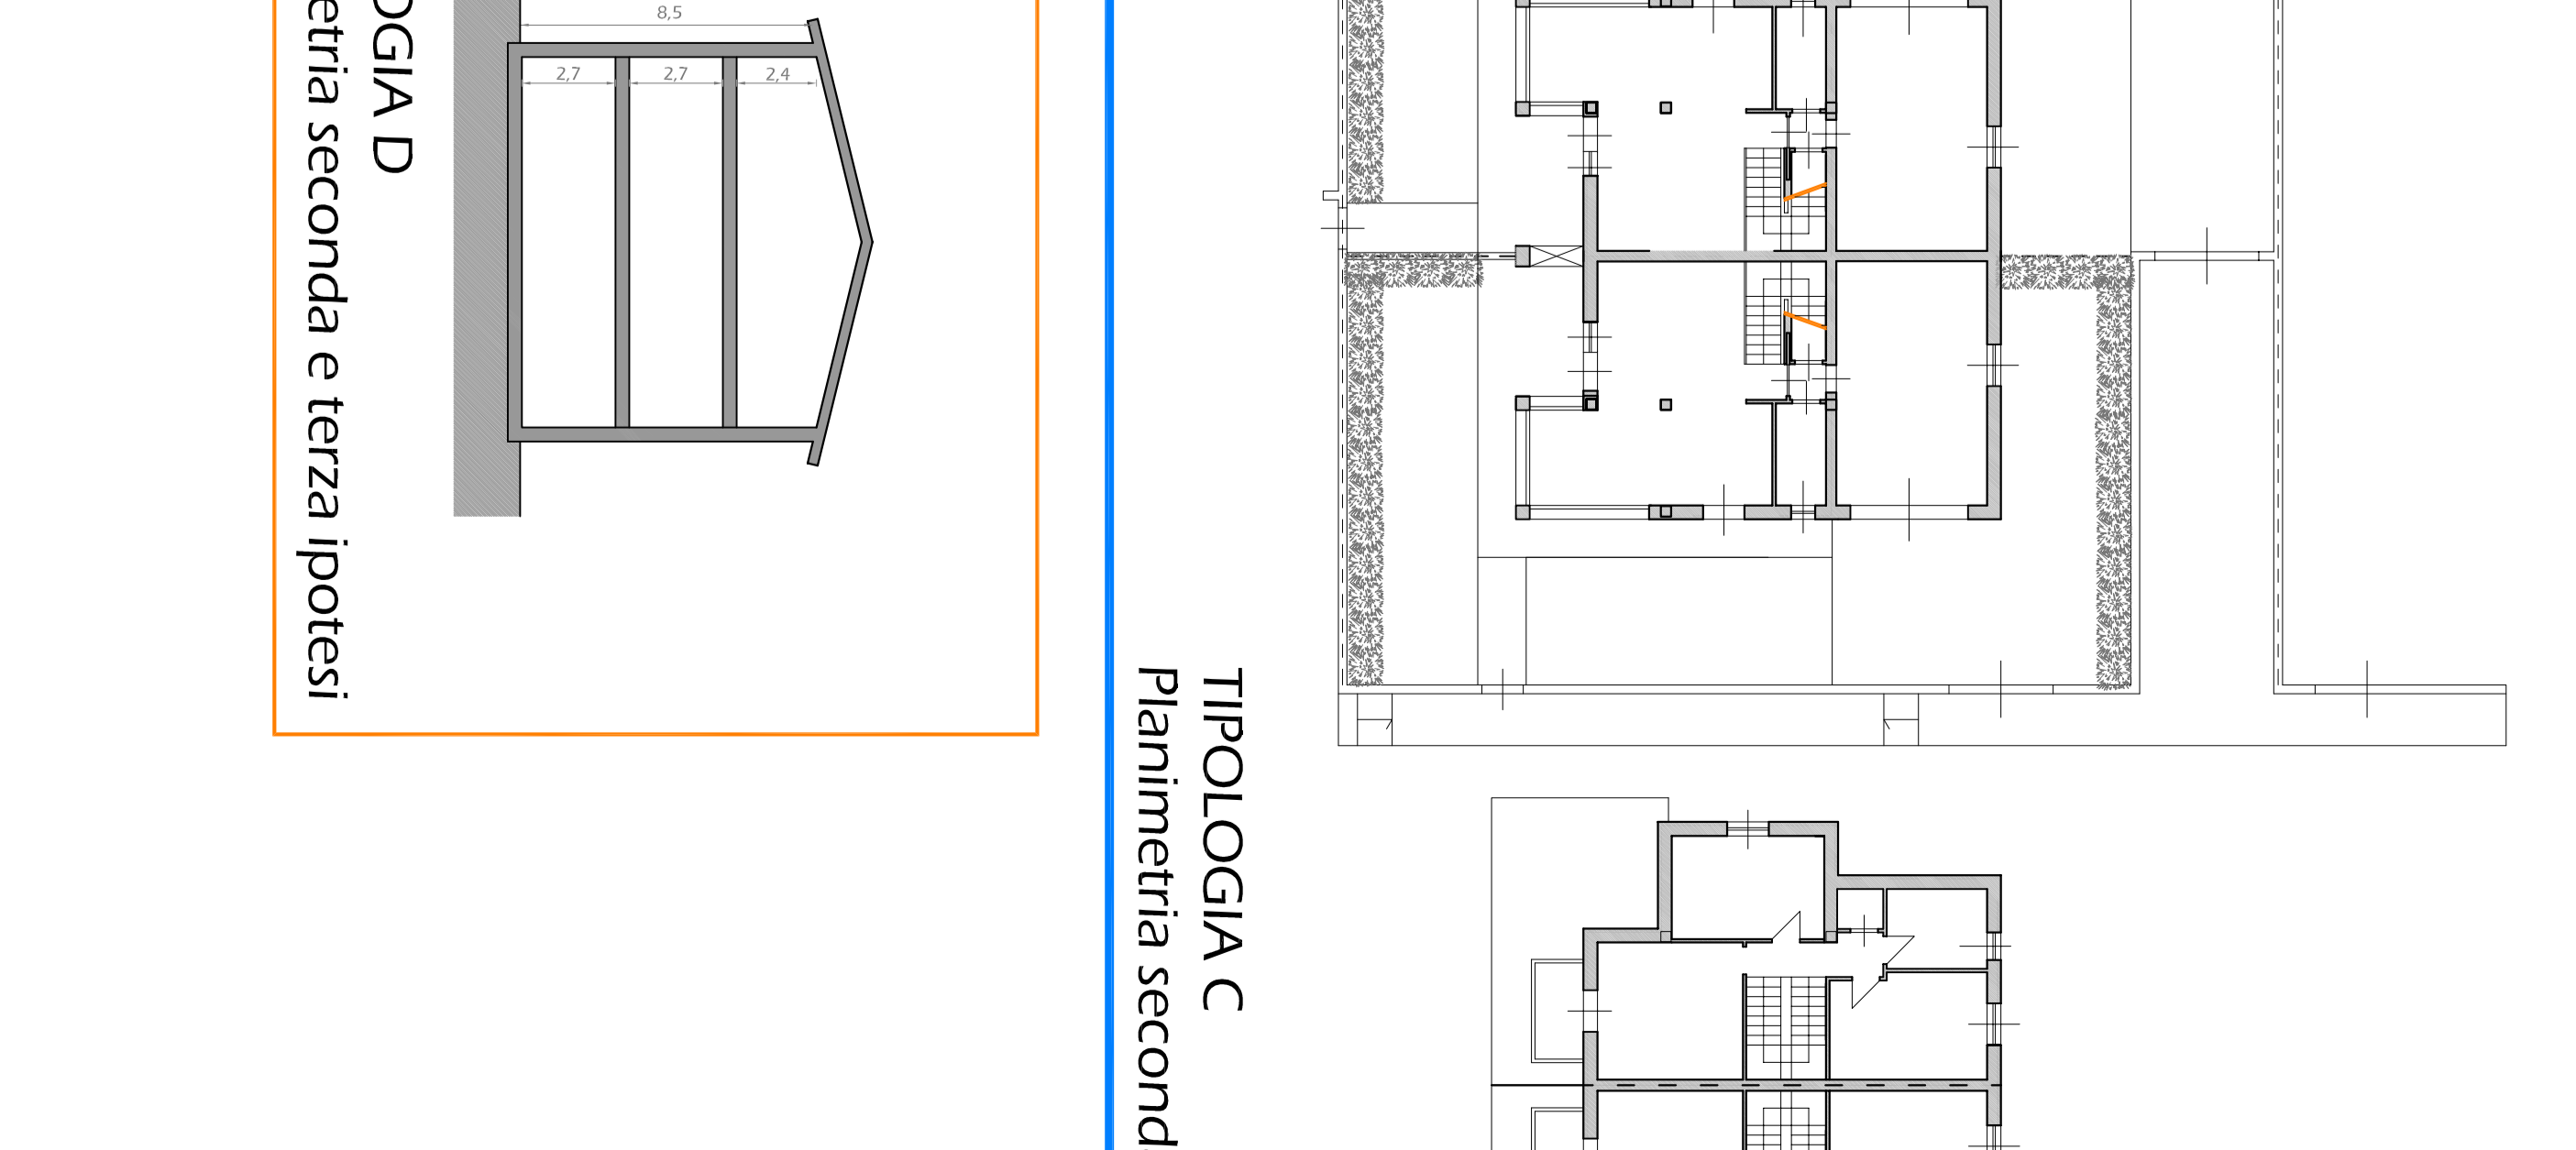 8,5
2,7
2,7
2,4
OGIA D
etria seconda e terza ipotesi
TIPOLOGIA C
Planimetria second